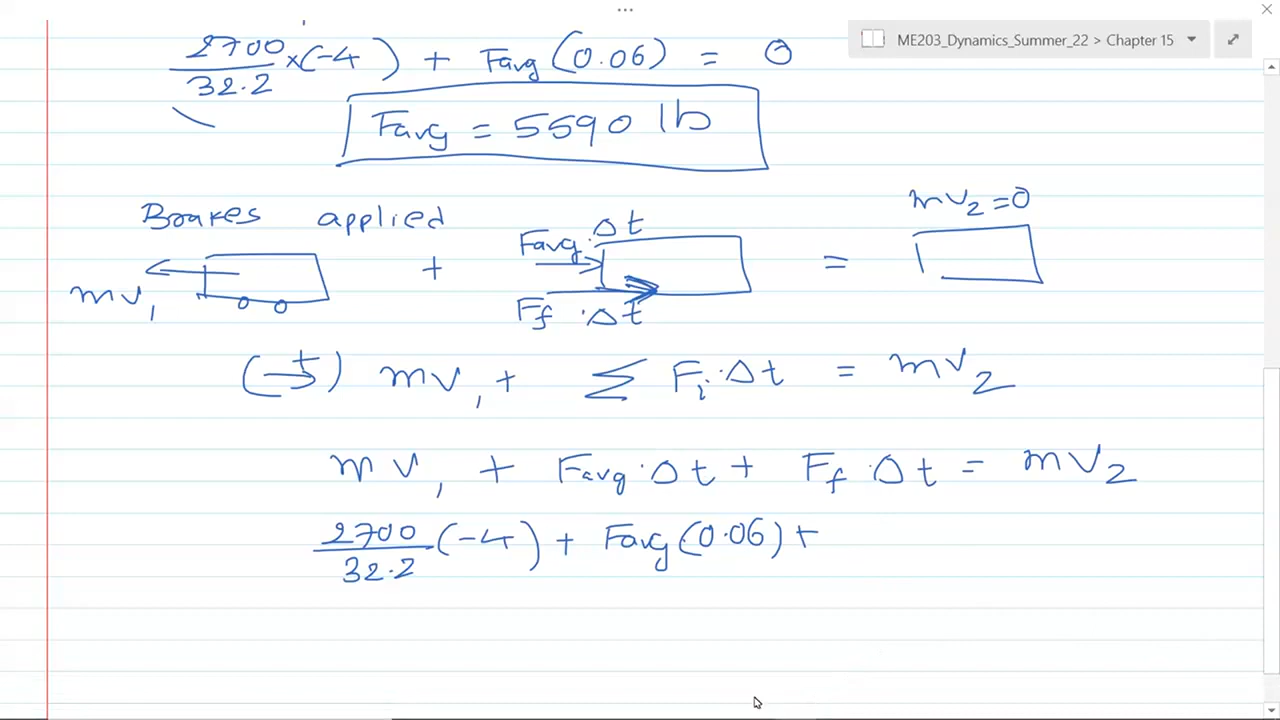 ME203_Dynamics_Summer_22 > Chapter 15
2700/32.2 ×(-4) + Favg (0.06) = 0
Favg = 5590 lb
Brakes applied
mv₁ + Favg·Δt Ff·Δt = mv₂=0
(→+) mv₁ + Σ Fᵢ·Δt = mv₂
mv₁ + Favg·Δt + Ff·Δt = mv₂
2700/32.2 (-4) + Favg (0.06) +